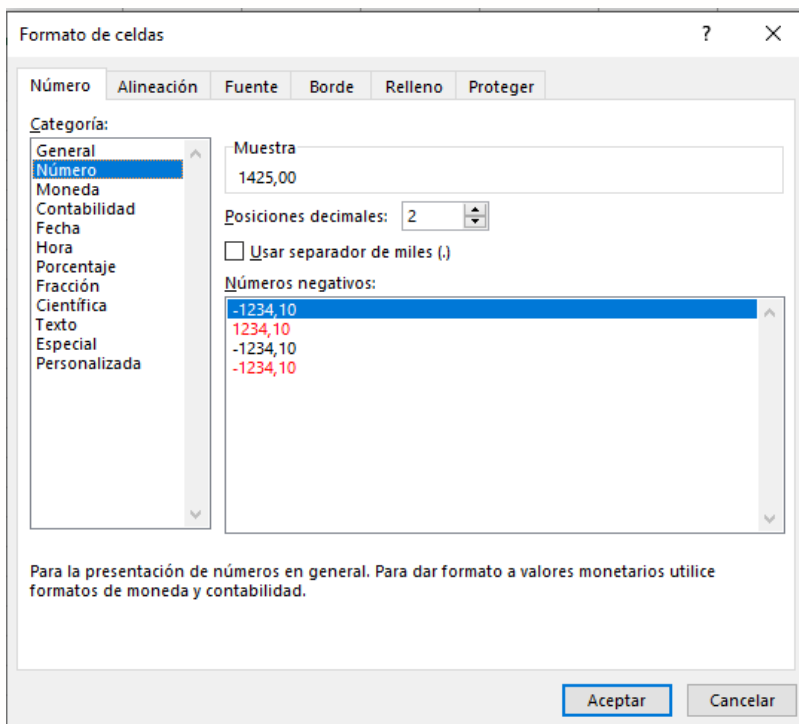 Formato de celdas
?
Número
Alineación
Fuente
Borde
Relleno
Proteger
Categoría:
General
Número
Moneda
Contabilidad
Fecha
Hora
Porcentaje
Fracción
Científica
Texto
Especial
Personalizada
Muestra
1425,00
Posiciones decimales: 2
Usar separador de miles (.)
Números negativos:
-1234,10
1234,10
-1234,10
-1234,10
Para la presentación de números en general. Para dar formato a valores monetarios utilice
formatos de moneda y contabilidad.
Aceptar
Cancelar